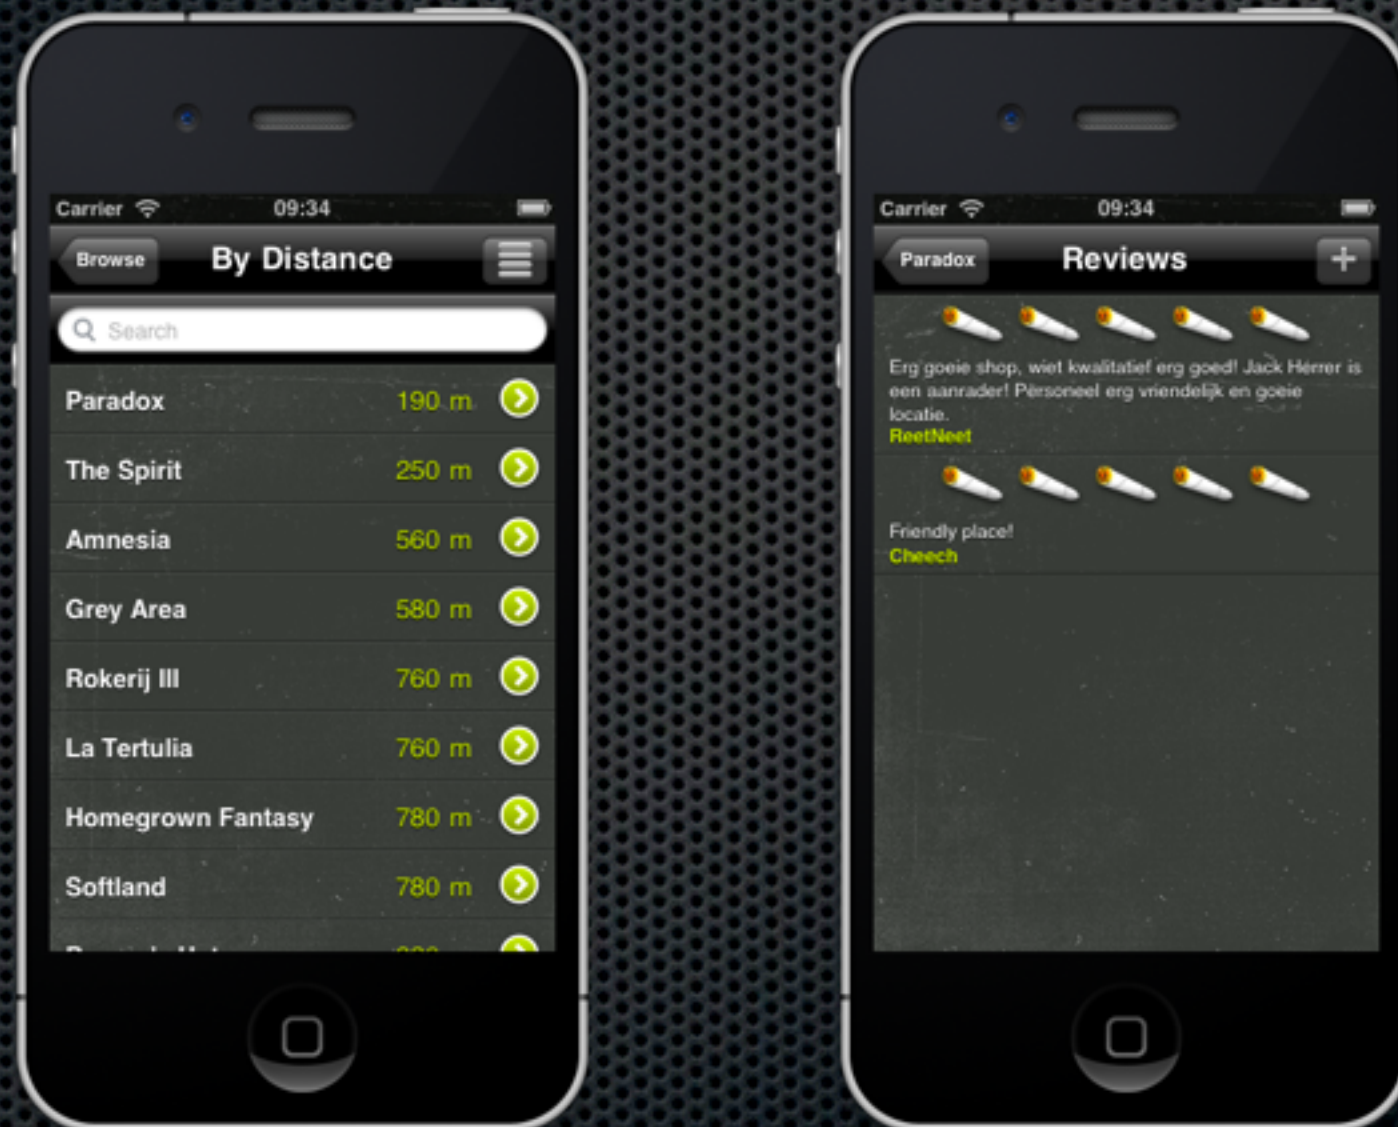 Carrier 09:34
Browse By Distance
Search
Paradox 190 m
The Spirit 250 m
Amnesia 560 m
Grey Area 580 m
Rokerij III 760 m
La Tertulia 760 m
Homegrown Fantasy 780 m
Softland 780 m
Carrier 09:34
Paradox Reviews
Erg goeie shop, wiet kwalitatief erg goed! Jack Herrer is
een aanrader! Personeel erg vriendelijk en goeie
locatie.
ReetNeet
Friendly place!
Cheech